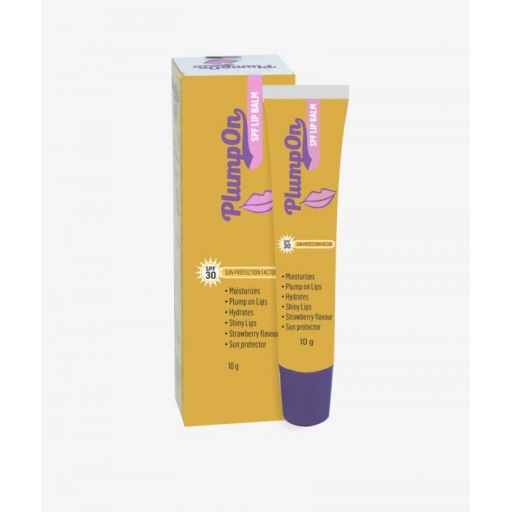 PlumpOn
PlumpOn
SPF LIP BALM
SPF
30
SUN PROTECTION FACTOR
• Moisturizes
• Plump on Lips
• Hydrates
• Shiny Lips
• Strawberry flavour
• Sun protector
10 g
PlumpOn
SPF LIP BALM
SPF
30
SUN PROTECTION FACTOR
• Moisturizes
• Plump on Lips
• Hydrates
• Shiny Lips
• Strawberry flavour
• Sun protector
10 g